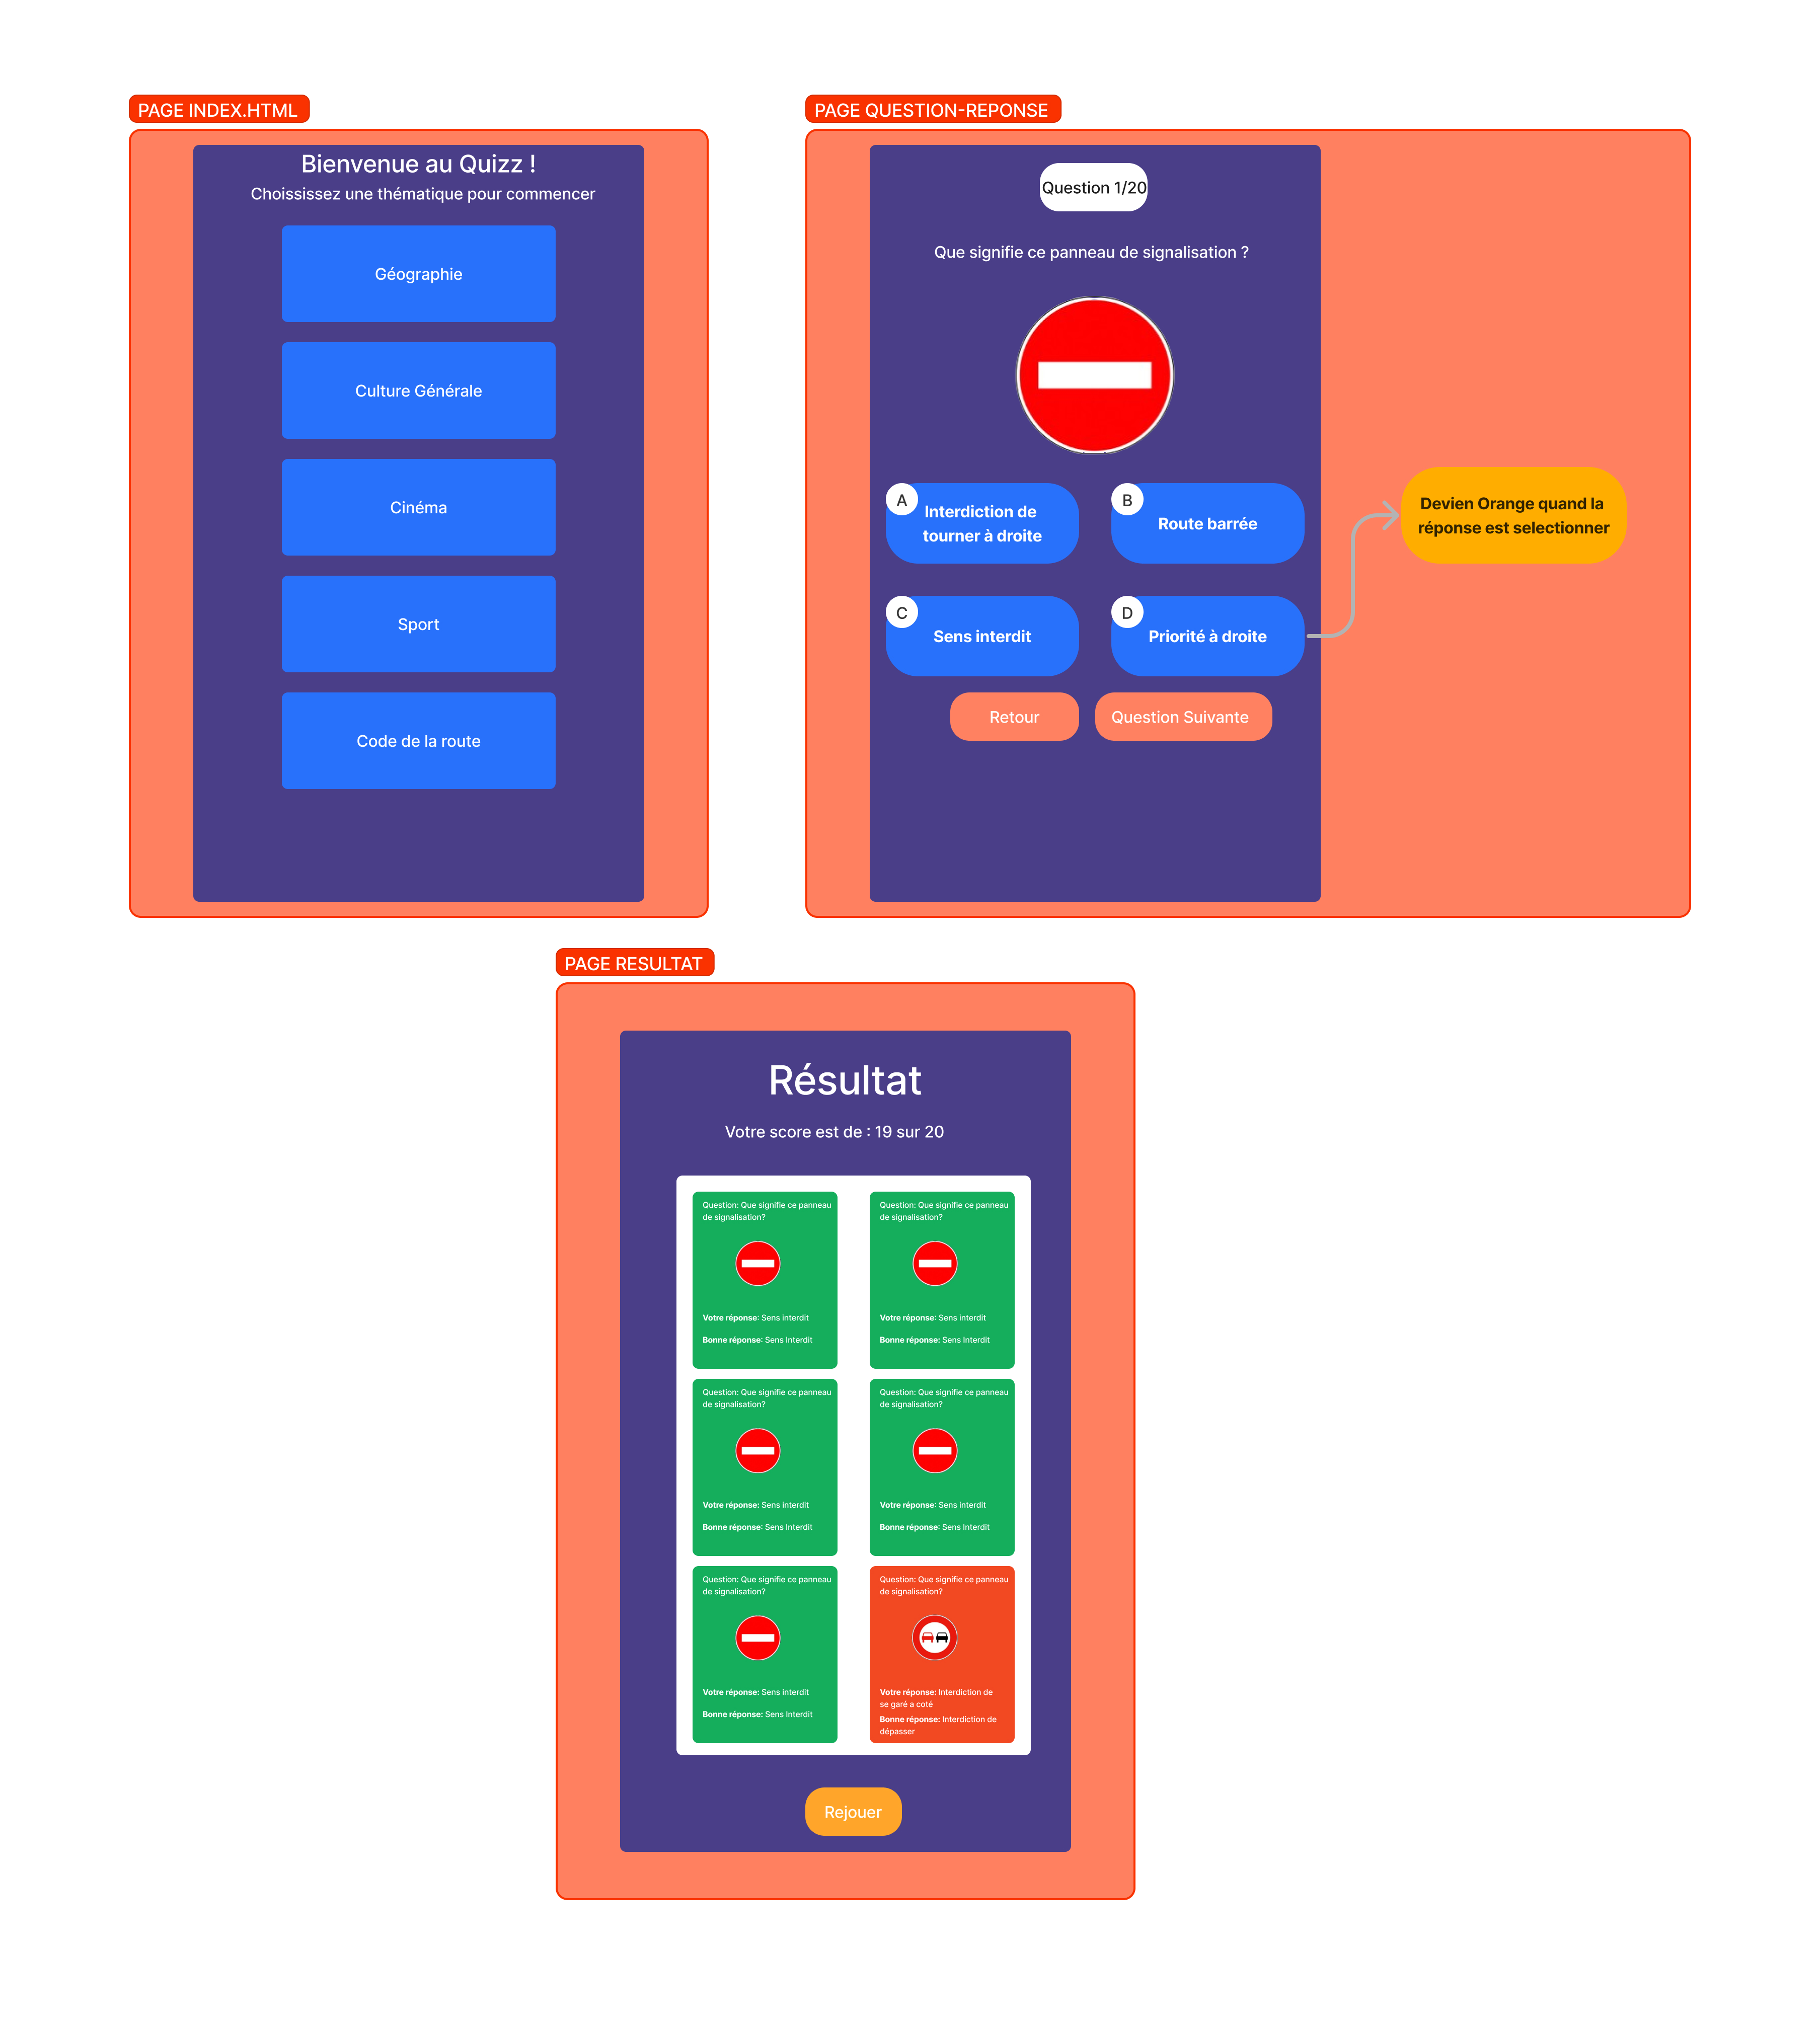 PAGE INDEX.HTML
Bienvenue au Quizz !
Choississez une thématique pour commencer
Géographie
Culture Générale
Cinéma
Sport
Code de la route
PAGE QUESTION-REPONSE
Question 1/20
Que signifie ce panneau de signalisation ?
A
Interdiction de
tourner à droite
B
Route barrée
C
Sens interdit
D
Priorité à droite
Retour
Question Suivante
Devien Orange quand la
réponse est selectionner
PAGE RESULTAT
Résultat
Votre score est de : 19 sur 20
Question: Que signifie ce panneau
de signalisation?
Votre réponse: Sens interdit
Bonne réponse: Sens Interdit
Question: Que signifie ce panneau
de signalisation?
Votre réponse: Sens interdit
Bonne réponse: Sens Interdit
Question: Que signifie ce panneau
de signalisation?
Votre réponse: Sens interdit
Bonne réponse: Sens Interdit
Question: Que signifie ce panneau
de signalisation?
Votre réponse: Sens interdit
Bonne réponse: Sens Interdit
Question: Que signifie ce panneau
de signalisation?
Votre réponse: Sens interdit
Bonne réponse: Sens Interdit
Question: Que signifie ce panneau
de signalisation?
Votre réponse: Interdiction de
se garé a coté
Bonne réponse: Interdiction de
dépasser
Rejouer